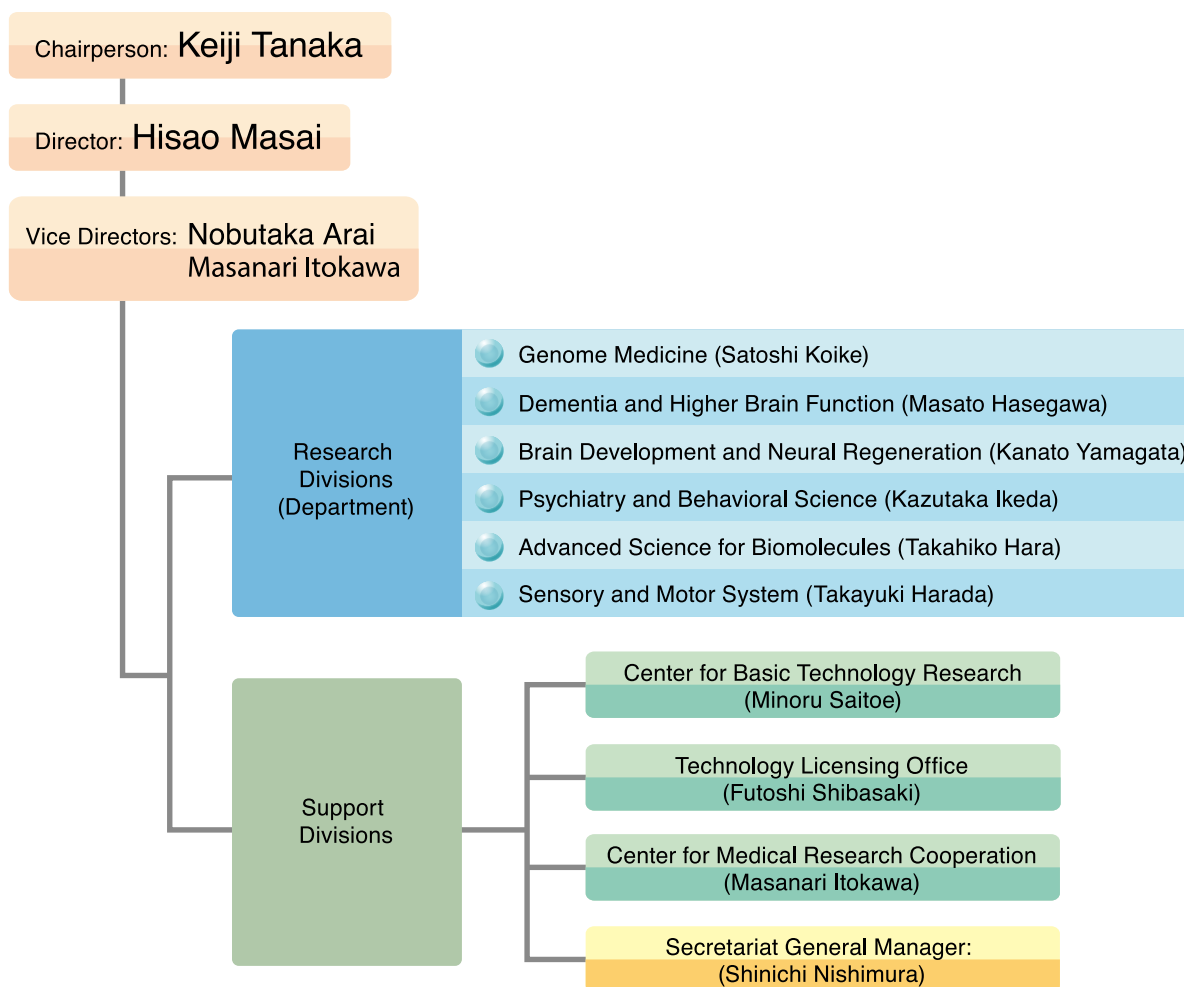 Chairperson: Keiji Tanaka
Director: Hisao Masai
Vice Directors: Nobutaka Arai
Masanari Itokawa
Research
Divisions
(Department)
Genome Medicine (Satoshi Koike)
Dementia and Higher Brain Function (Masato Hasegawa)
Brain Development and Neural Regeneration (Kanato Yamagata)
Psychiatry and Behavioral Science (Kazutaka Ikeda)
Advanced Science for Biomolecules (Takahiko Hara)
Sensory and Motor System (Takayuki Harada)
Support
Divisions
Center for Basic Technology Research
(Minoru Saitoe)
Technology Licensing Office
(Futoshi Shibasaki)
Center for Medical Research Cooperation
(Masanari Itokawa)
Secretariat General Manager:
(Shinichi Nishimura)